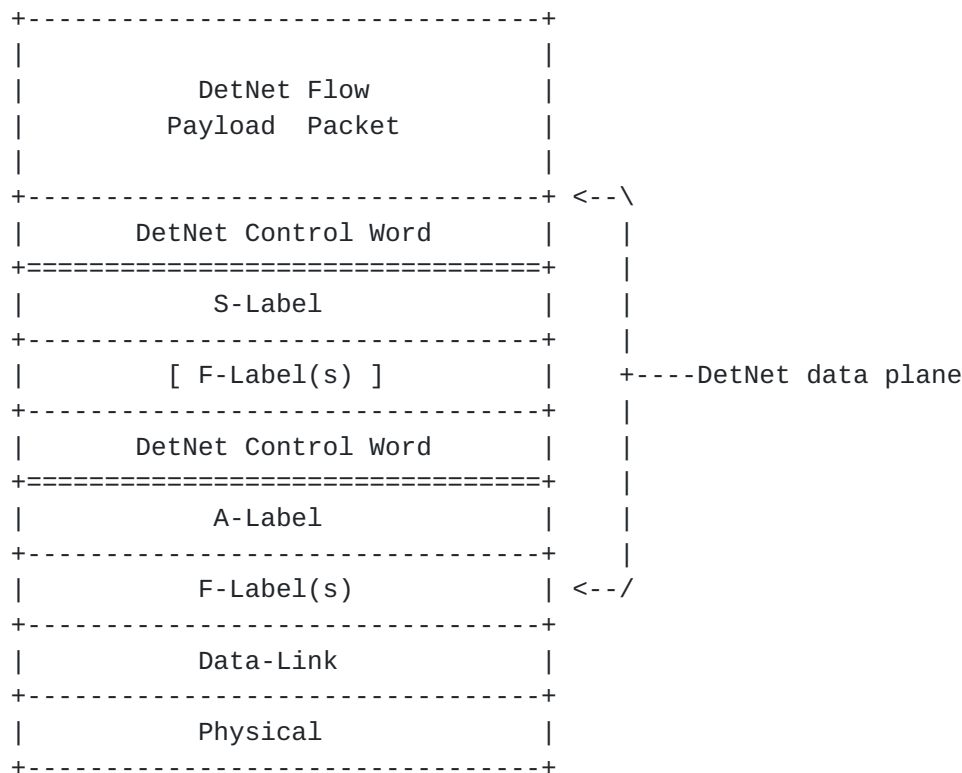 DetNet Flow
Payload  Packet
DetNet Control Word
S-Label
[ F-Label(s) ]
+----DetNet data plane
DetNet Control Word
A-Label
F-Label(s)
Data-Link
Physical